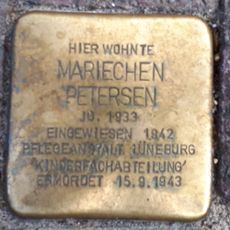 HIER WOHNTE
MARIECHEN
PETERSEN
JG. 1933
EINGEWIESEN 1942
PFLEGEANSTALT LÜNEBURG
'KINDERFACHABTEILUNG'
ERMORDET 15.9.1943